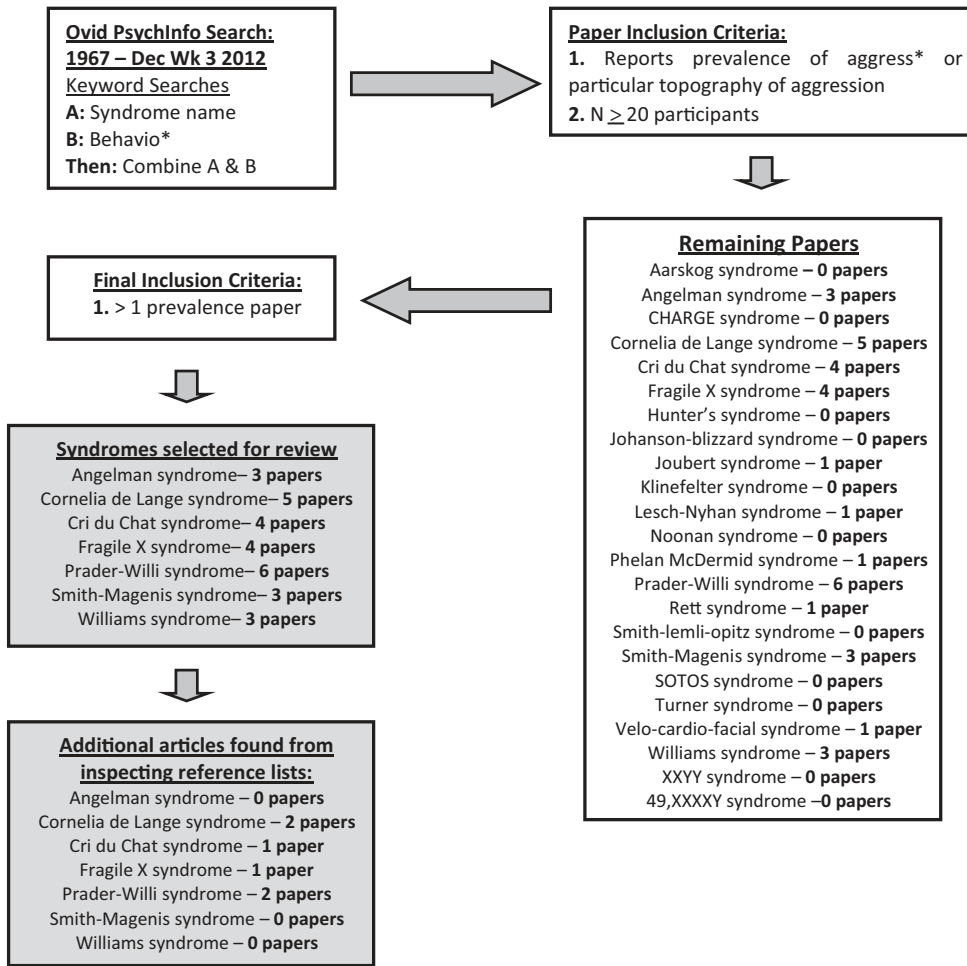 Ovid PsychInfo Search:
1967 – Dec Wk 3 2012
Keyword Searches
A: Syndrome name
B: Behavio*
Then: Combine A & B
Paper Inclusion Criteria:
1. Reports prevalence of aggress* or
particular topography of aggression
2. N ≥ 20 participants
Remaining Papers
Aarskog syndrome – 0 papers
Angelman syndrome – 3 papers
CHARGE syndrome – 0 papers
Cornelia de Lange syndrome – 5 papers
Cri du Chat syndrome – 4 papers
Fragile X syndrome – 4 papers
Hunter's syndrome – 0 papers
Johanson-blizzard syndrome – 0 papers
Joubert syndrome – 1 paper
Klinefelter syndrome – 0 papers
Lesch-Nyhan syndrome – 1 paper
Noonan syndrome – 0 papers
Phelan McDermid syndrome – 1 papers
Prader-Willi syndrome – 6 papers
Rett syndrome – 1 paper
Smith-lemli-opitz syndrome – 0 papers
Smith-Magenis syndrome – 3 papers
SOTOS syndrome – 0 papers
Turner syndrome – 0 papers
Velo-cardio-facial syndrome – 1 paper
Williams syndrome – 3 papers
XXYY syndrome – 0 papers
49,XXXXY syndrome –0 papers
Final Inclusion Criteria:
1. > 1 prevalence paper
Syndromes selected for review
Angelman syndrome– 3 papers
Cornelia de Lange syndrome– 5 papers
Cri du Chat syndrome– 4 papers
Fragile X syndrome– 4 papers
Prader-Willi syndrome– 6 papers
Smith-Magenis syndrome– 3 papers
Williams syndrome– 3 papers
Additional articles found from
inspecting reference lists:
Angelman syndrome – 0 papers
Cornelia de Lange syndrome – 2 papers
Cri du Chat syndrome – 1 paper
Fragile X syndrome – 1 paper
Prader-Willi syndrome – 2 papers
Smith-Magenis syndrome – 0 papers
Williams syndrome – 0 papers